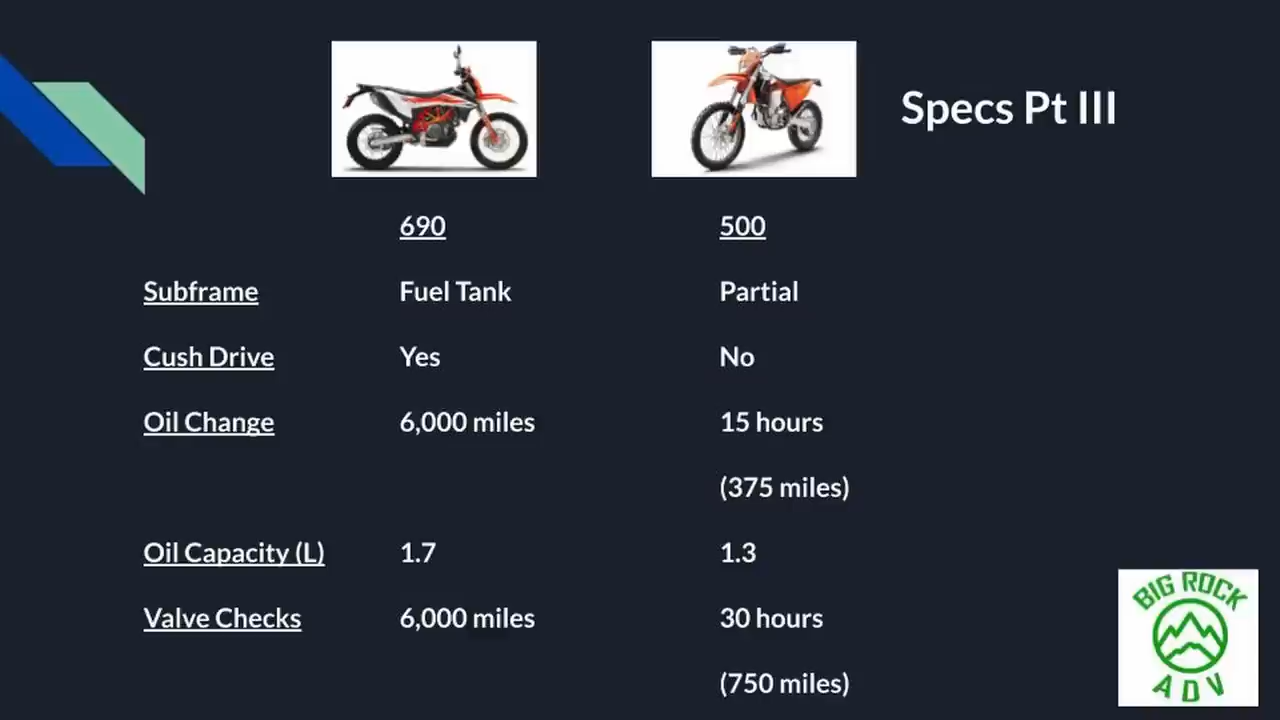 Specs Pt III
690 500
Subframe Fuel Tank Partial
Cush Drive Yes No
Oil Change 6,000 miles 15 hours
(375 miles)
Oil Capacity (L) 1.7 1.3
Valve Checks 6,000 miles 30 hours
(750 miles)
BIG ROCK
ADV